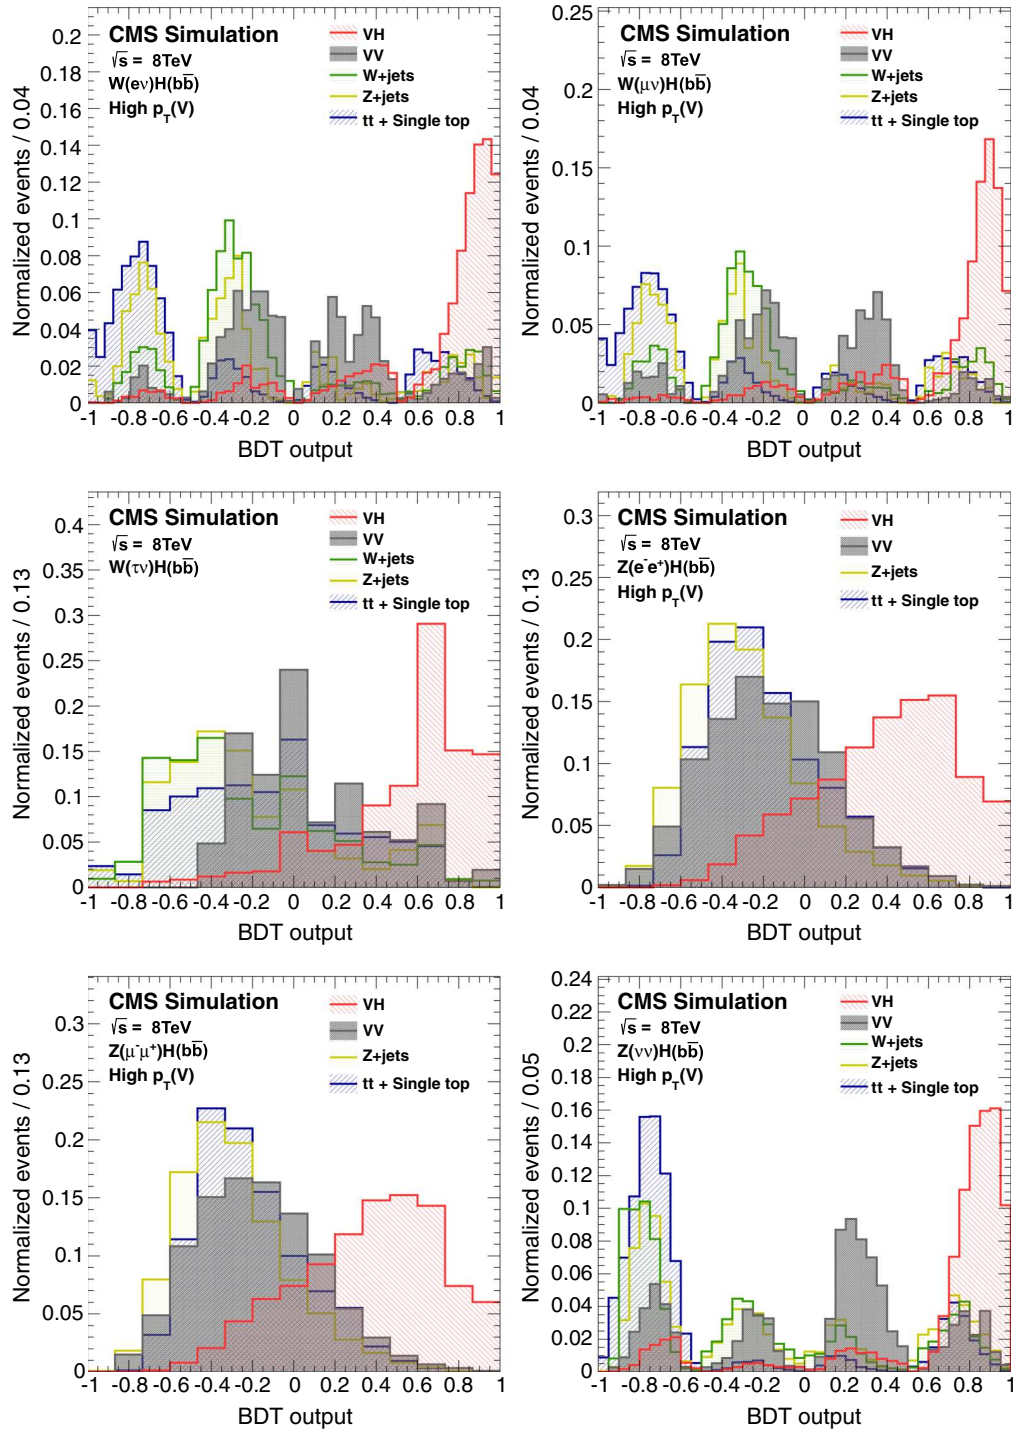 CMS Simulation
√s = 8TeV
W(eν)H(bb̅)
High pT(V)
VH
VV
W+jets
Z+jets
tt + Single top
0.2
0.18
0.16
0.14
0.12
0.1
0.08
0.06
0.04
0.02
0
-1 -0.8 -0.6 -0.4 -0.2 0 0.2 0.4 0.6 0.8 1
Normalized events / 0.04
BDT output
CMS Simulation
√s = 8TeV
W(μν)H(bb̅)
High pT(V)
VH
VV
W+jets
Z+jets
tt + Single top
0.25
0.2
0.15
0.1
0.05
0
-1 -0.8 -0.6 -0.4 -0.2 0 0.2 0.4 0.6 0.8 1
Normalized events / 0.04
BDT output
CMS Simulation
√s = 8TeV
W(τν)H(bb̅)
VH
VV
W+jets
Z+jets
tt + Single top
0.4
0.35
0.3
0.25
0.2
0.15
0.1
0.05
0
-1 -0.8 -0.6 -0.4 -0.2 0 0.2 0.4 0.6 0.8 1
Normalized events / 0.13
BDT output
CMS Simulation
√s = 8TeV
Z(e⁻e⁺)H(bb̅)
High pT(V)
VH
VV
Z+jets
tt + Single top
0.3
0.25
0.2
0.15
0.1
0.05
0
-1 -0.8 -0.6 -0.4 -0.2 0 0.2 0.4 0.6 0.8 1
Normalized events / 0.13
BDT output
CMS Simulation
√s = 8TeV
Z(μ⁻μ⁺)H(bb̅)
High pT(V)
VH
VV
Z+jets
tt + Single top
0.3
0.25
0.2
0.15
0.1
0.05
0
-1 -0.8 -0.6 -0.4 -0.2 0 0.2 0.4 0.6 0.8 1
Normalized events / 0.13
BDT output
CMS Simulation
√s = 8TeV
Z(νν)H(bb̅)
High pT(V)
VH
VV
W+jets
Z+jets
tt + Single top
0.24
0.22
0.2
0.18
0.16
0.14
0.12
0.1
0.08
0.06
0.04
0.02
0
-1 -0.8 -0.6 -0.4 -0.2 0 0.2 0.4 0.6 0.8 1
Normalized events / 0.05
BDT output